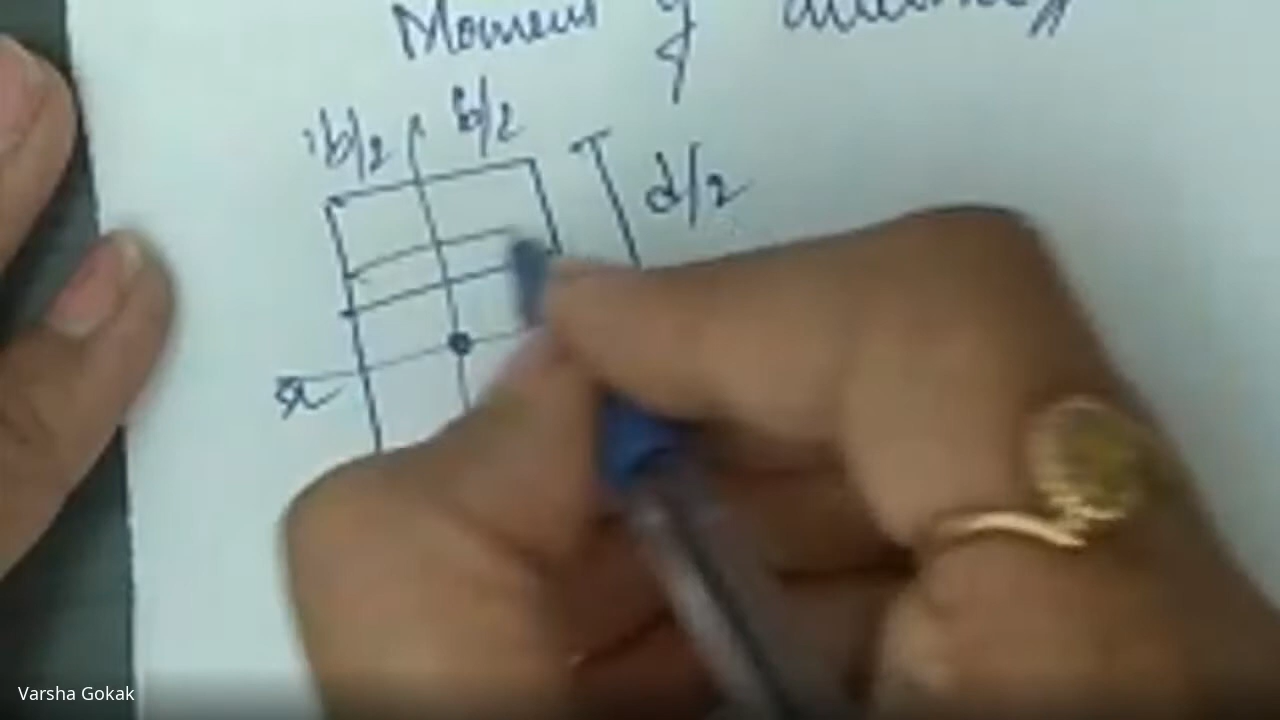 Moment of
b/2 b/2
d/2
x
Varsha Gokak